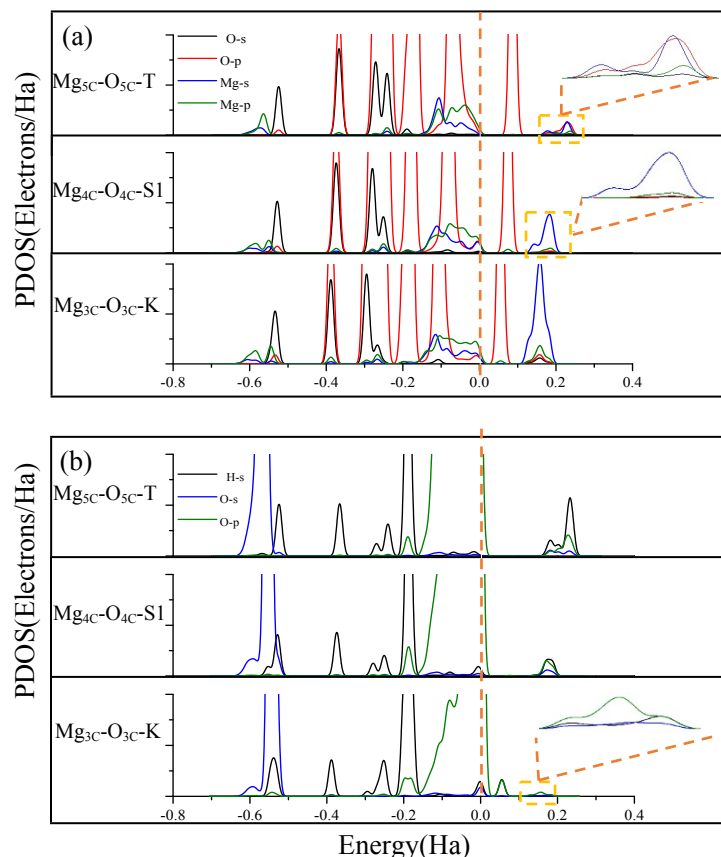 (a)
O-s
O-p
Mg-s
Mg-p
Mg5C-O5C-T
Mg4C-O4C-S1
Mg3C-O3C-K
PDOS(Electrons/Ha)
-0.8 -0.6 -0.4 -0.2 0.0 0.2 0.4
(b)
H-s
O-s
O-p
Mg5C-O5C-T
Mg4C-O4C-S1
Mg3C-O3C-K
PDOS(Electrons/Ha)
-0.8 -0.6 -0.4 -0.2 0.0 0.2 0.4
Energy(Ha)